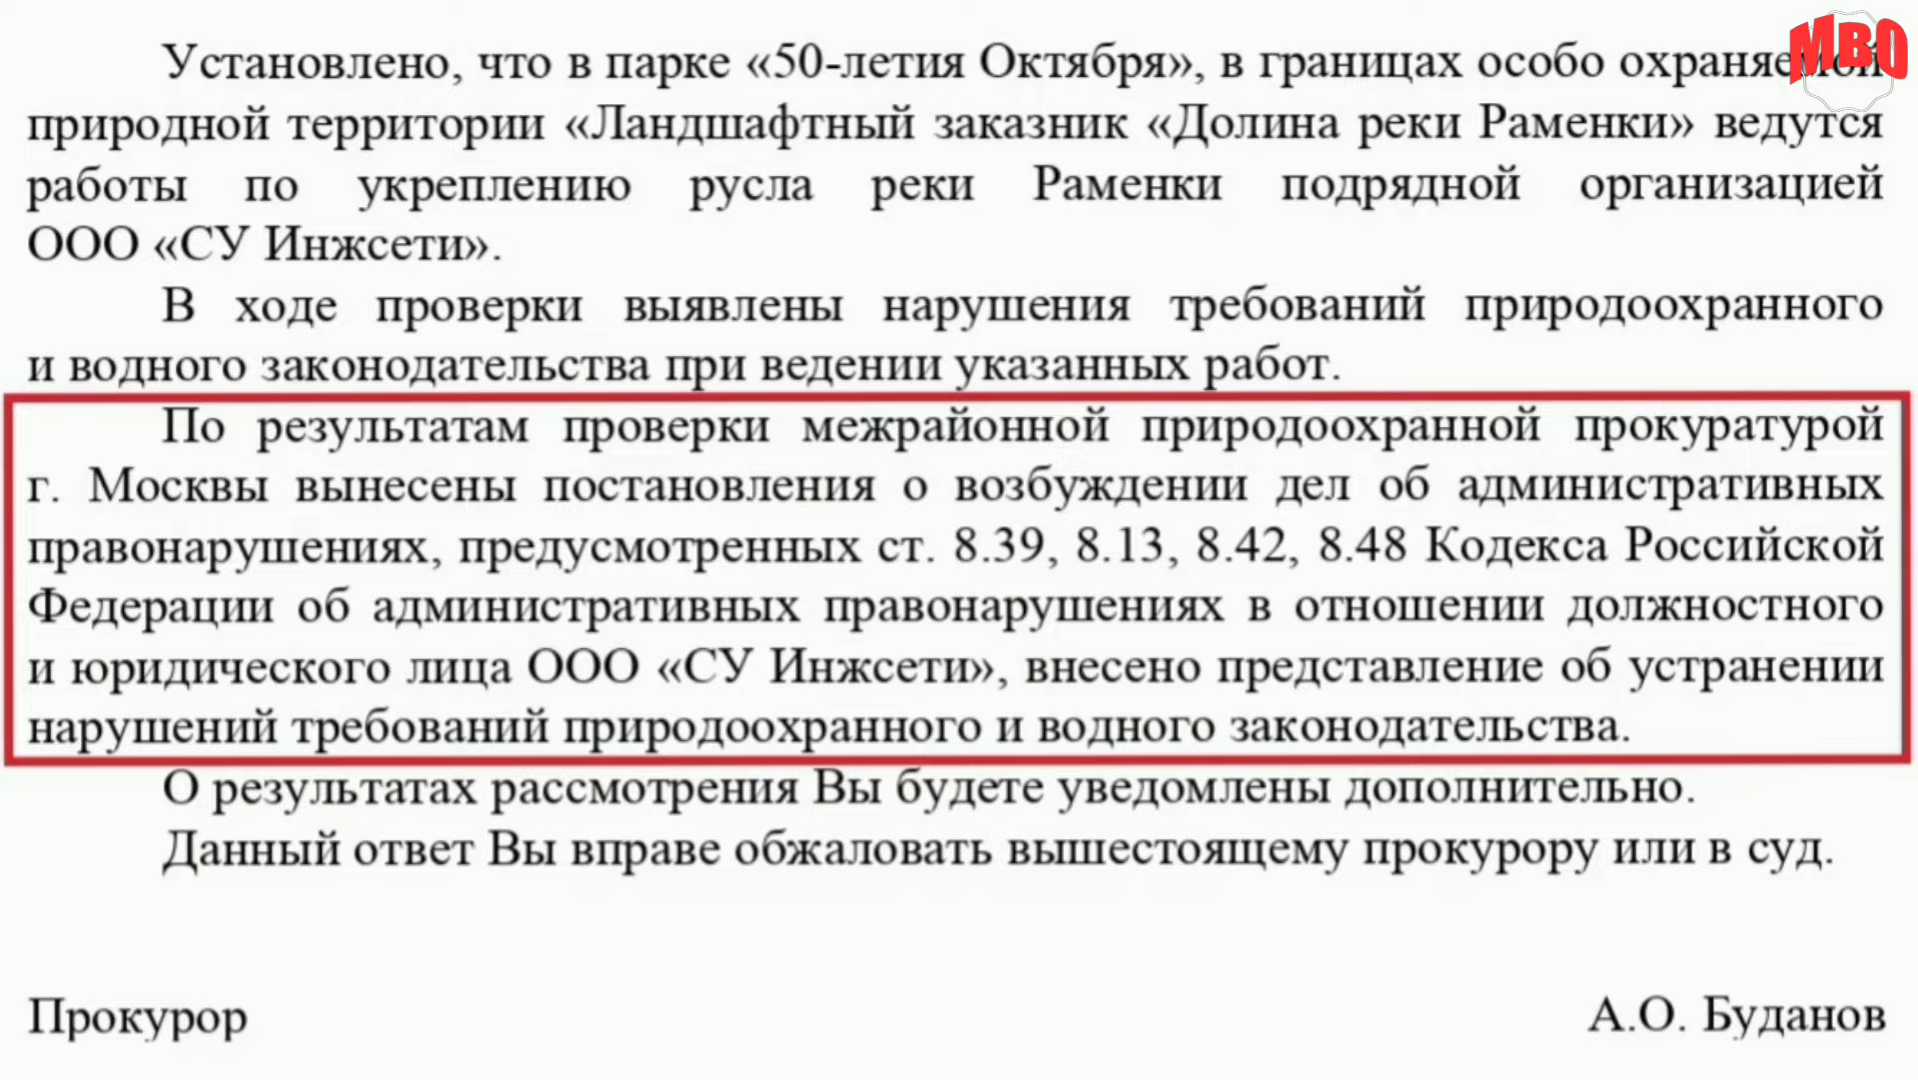 Установлено, что в парке «50-летия Октября», в границах особо охраняемой
природной территории «Ландшафтный заказник «Долина реки Раменки» ведутся
работы по укреплению русла реки Раменки подрядной организацией
ООО «СУ Инжсети».
В ходе проверки выявлены нарушения требований природоохранного
и водного законодательства при ведении указанных работ.
По результатам проверки межрайонной природоохранной прокуратурой
г. Москвы вынесены постановления о возбуждении дел об административных
правонарушениях, предусмотренных ст. 8.39, 8.13, 8.42, 8.48 Кодекса Российской
Федерации об административных правонарушениях в отношении должностного
и юридического лица ООО «СУ Инжсети», внесено представление об устранении
нарушений требований природоохранного и водного законодательства.
О результатах рассмотрения Вы будете уведомлены дополнительно.
Данный ответ Вы вправе обжаловать вышестоящему прокурору или в суд.
Прокурор А.О. Буданов
МВО